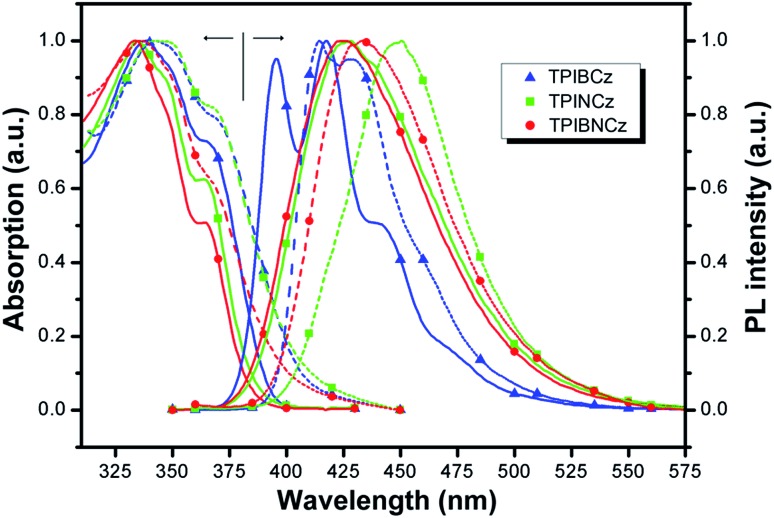 TPIBCz
TPINCz
TPIBNCz
Absorption (a.u.)
1.0
0.8
0.6
0.4
0.2
0.0
PL intensity (a.u.)
1.0
0.8
0.6
0.4
0.2
0.0
325 350 375 400 425 450 475 500 525 550 575
Wavelength (nm)